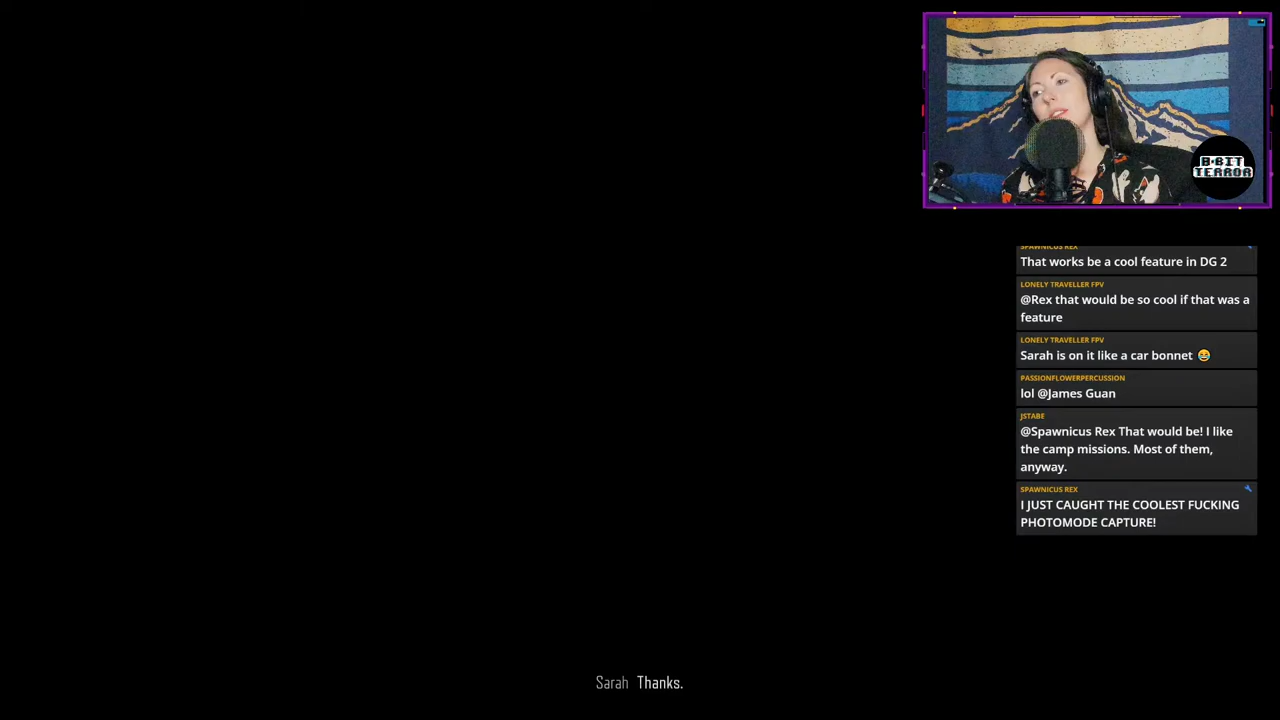 8-BIT
TERROR
SPAWNICUS REX
That works be a cool feature in DG 2
LONELY TRAVELLER FPV
@Rex that would be so cool if that was a
feature
LONELY TRAVELLER FPV
Sarah is on it like a car bonnet 😂
PASSIONFLOWERPERCUSSION
lol @James Guan
JSTABE
@Spawnicus Rex That would be! I like
the camp missions. Most of them,
anyway.
SPAWNICUS REX
I JUST CAUGHT THE COOLEST FUCKING
PHOTOMODE CAPTURE!
Sarah Thanks.